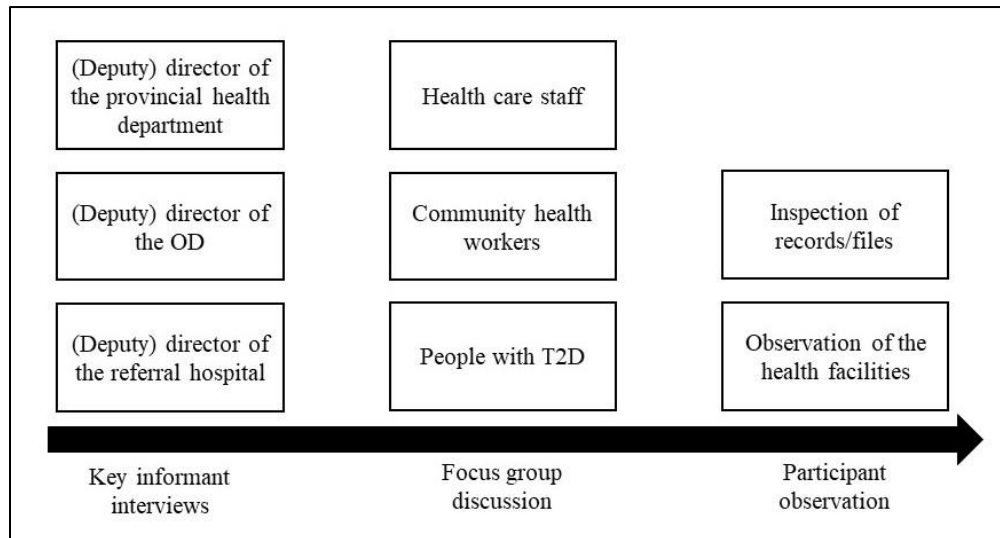 (Deputy) director of
the provincial health
department
Health care staff
(Deputy) director of
the OD
Community health
workers
Inspection of
records/files
(Deputy) director of
the referral hospital
People with T2D
Observation of the
health facilities
Key informant
interviews
Focus group
discussion
Participant
observation